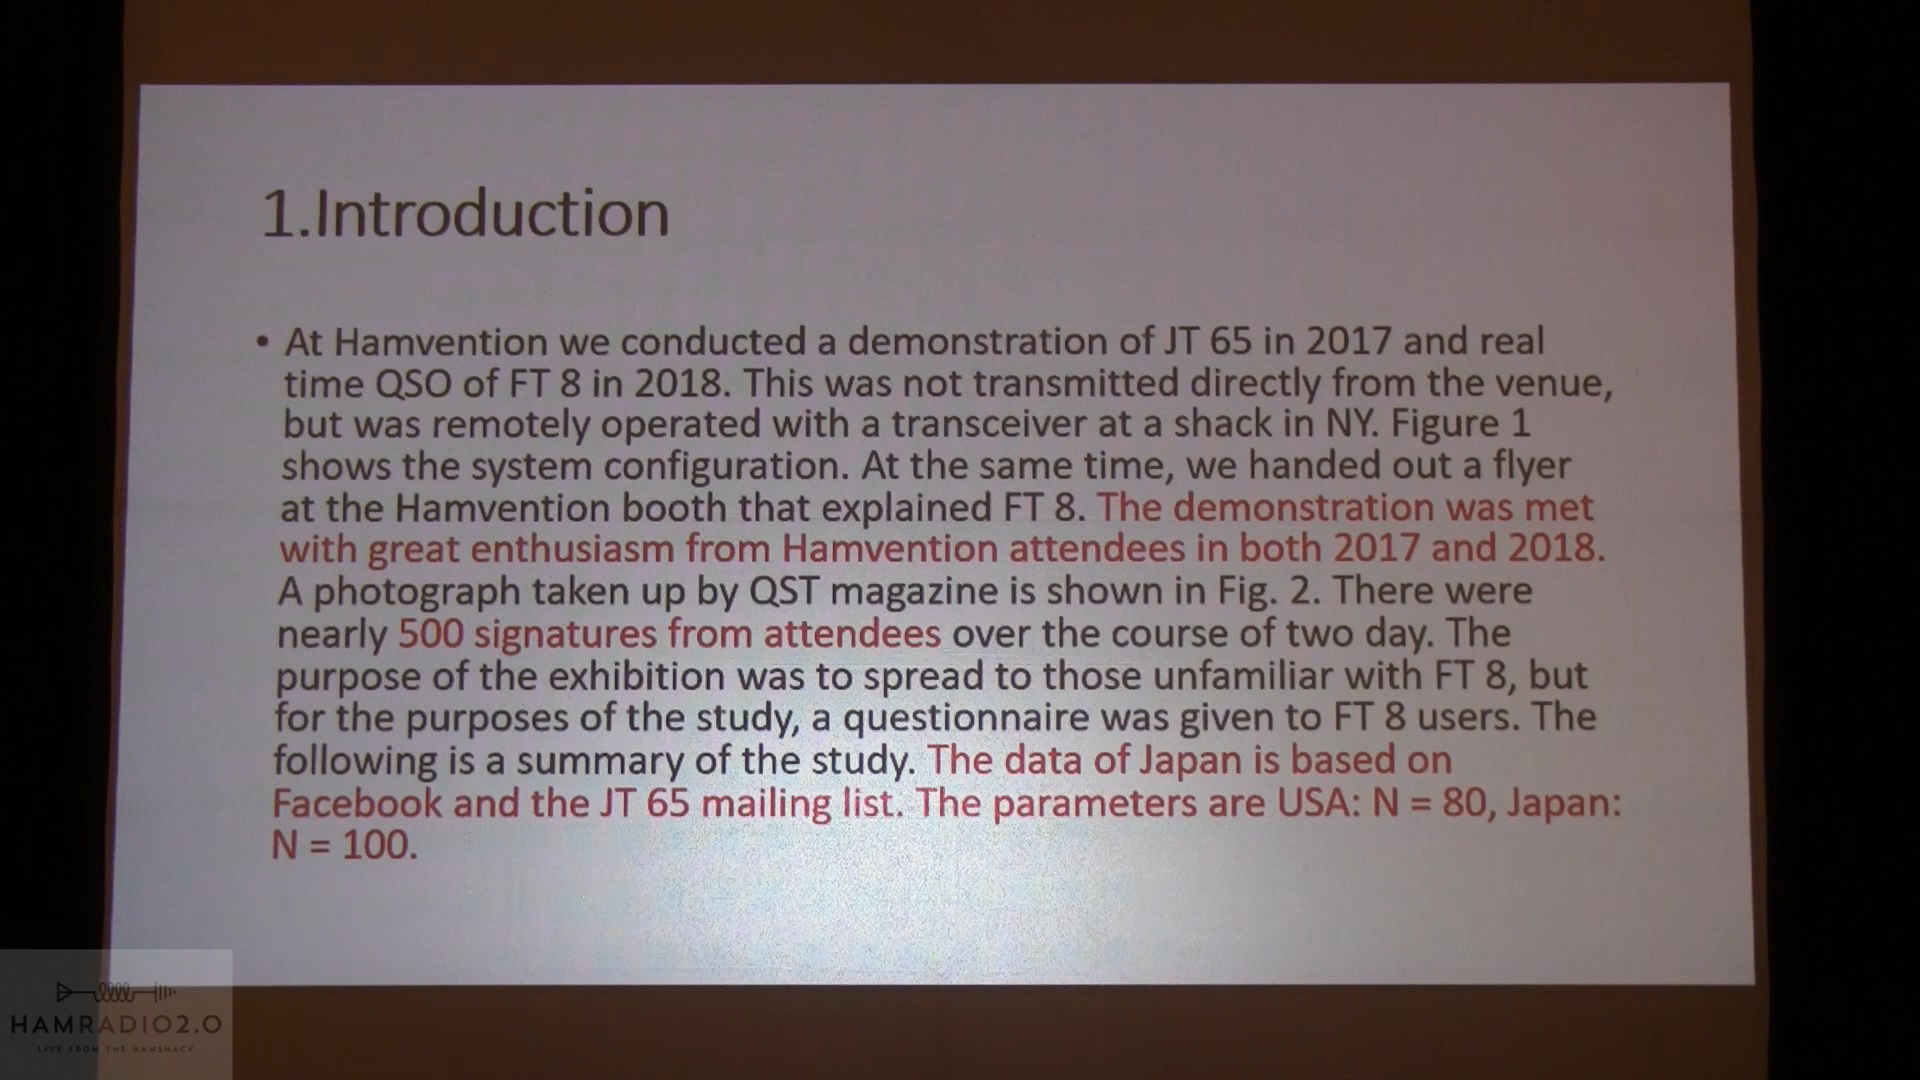 1.Introduction
• At Hamvention we conducted a demonstration of JT 65 in 2017 and real
time QSO of FT 8 in 2018. This was not transmitted directly from the venue,
but was remotely operated with a transceiver at a shack in NY. Figure 1
shows the system configuration. At the same time, we handed out a flyer
at the Hamvention booth that explained FT 8. The demonstration was met
with great enthusiasm from Hamvention attendees in both 2017 and 2018.
A photograph taken up by QST magazine is shown in Fig. 2. There were
nearly 500 signatures from attendees over the course of two day. The
purpose of the exhibition was to spread to those unfamiliar with FT 8, but
for the purposes of the study, a questionnaire was given to FT 8 users. The
following is a summary of the study. The data of Japan is based on
Facebook and the JT 65 mailing list. The parameters are USA: N = 80, Japan:
N = 100.
HAMRADIO2.0
LIVE FROM THE HAMSHACK